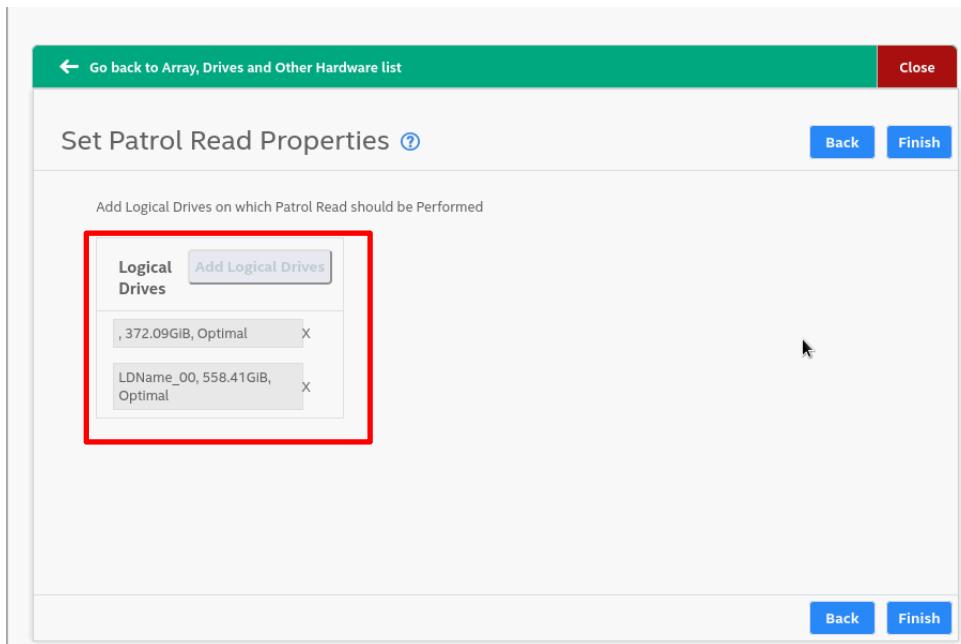 Go back to Array, Drives and Other Hardware list
Close
Set Patrol Read Properties ?
Back
Finish
Add Logical Drives on which Patrol Read should be Performed
Logical
Drives
Add Logical Drives
, 372.09GiB, Optimal
X
LDName_00, 558.41GiB,
Optimal
X
Back
Finish